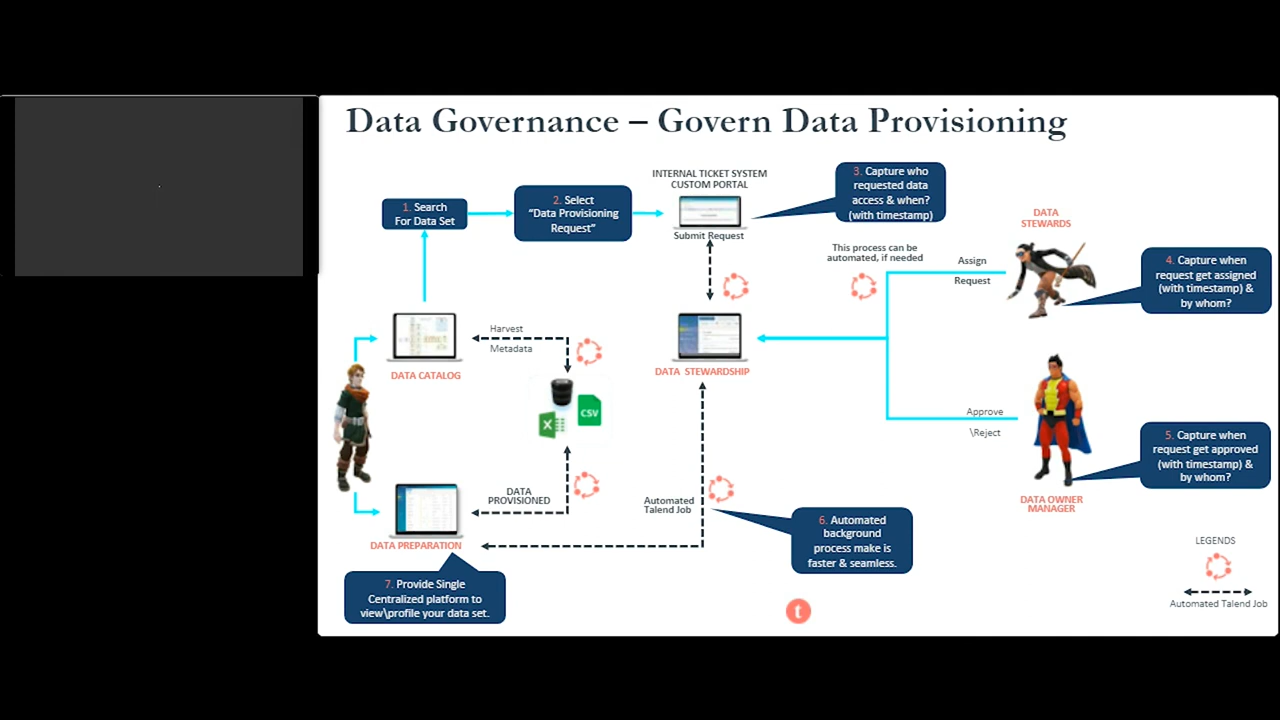 Data Governance – Govern Data Provisioning
INTERNAL TICKET SYSTEM
CUSTOM PORTAL
1. Search
For Data Set
2. Select
“Data Provisioning
Request”
Submit Request
3. Capture who
requested data
access & when?
(with timestamp)
This process can be
automated, if needed
Assign
Request
DATA
STEWARDS
4. Capture when
request get assigned
(with timestamp) &
by whom?
Harvest
Metadata
DATA CATALOG
DATA STEWARDSHIP
CSV
Approve
\Reject
5. Capture when
request get approved
(with timestamp) &
by whom?
DATA OWNER
MANAGER
DATA
PROVISIONED
Automated
Talend Job
6. Automated
background
process make is
faster & seamless.
DATA PREPARATION
7. Provide Single
Centralized platform to
view\profile your data set.
LEGENDS
Automated Talend Job
t